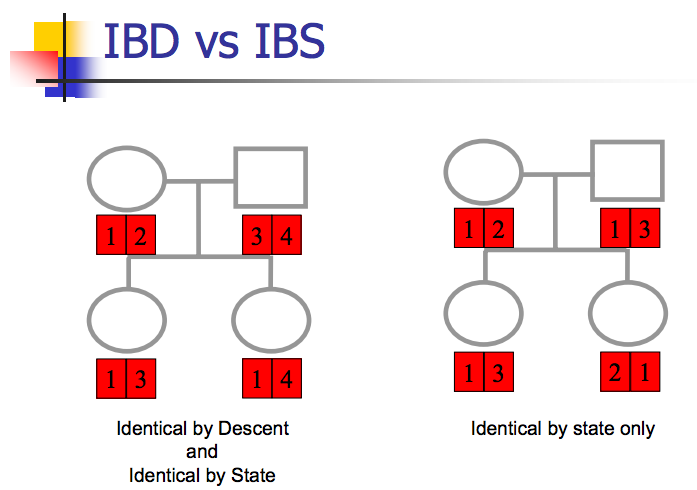 IBD vs IBS
1 2
3 4
1 2
1 3
1 3
1 4
1 3
2 1
Identical by Descent
and
Identical by State
Identical by state only